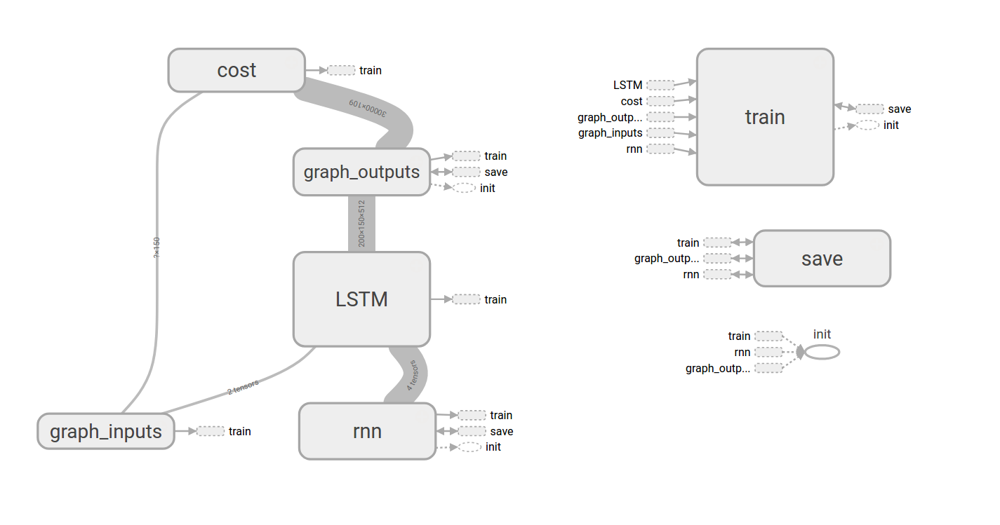 cost
train
30000×109
graph_outputs
train
save
init
200×150×512
?×150
LSTM
train
4 tensors
2 tensors
graph_inputs
train
rnn
train
save
init
LSTM
cost
graph_outp...
graph_inputs
rnn
train
save
init
train
graph_outp...
rnn
save
train
rnn
graph_outp...
init